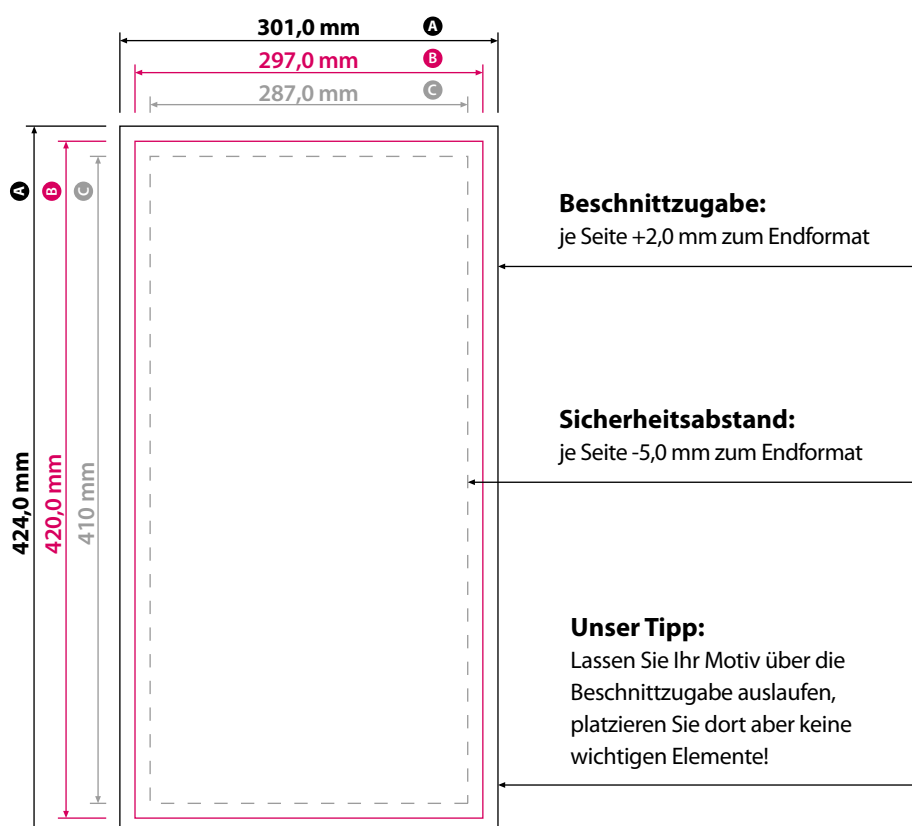 301,0 mm A
297,0 mm B
287,0 mm C
A
B
C
424,0 mm
420,0 mm
410 mm
Beschnittzugabe:
je Seite +2,0 mm zum Endformat
Sicherheitsabstand:
je Seite -5,0 mm zum Endformat
Unser Tipp:
Lassen Sie Ihr Motiv über die
Beschnittzugabe auslaufen,
platzieren Sie dort aber keine
wichtigen Elemente!